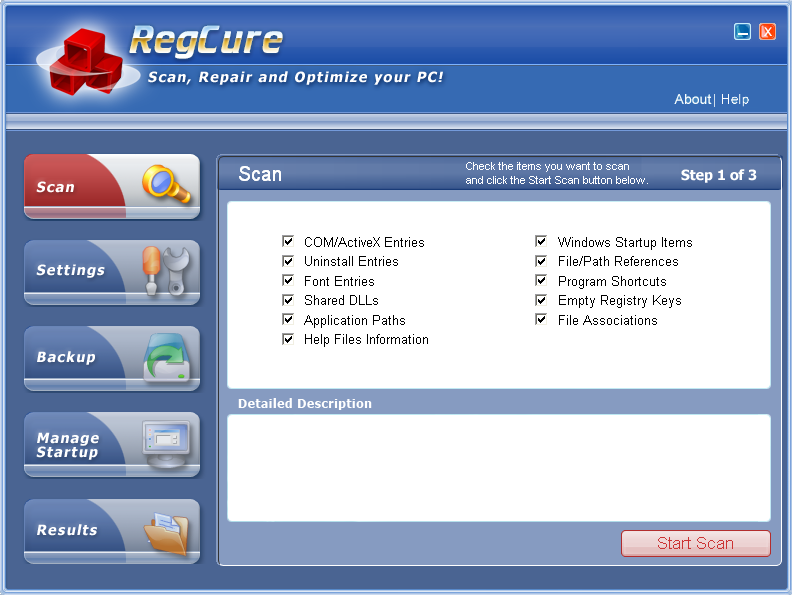 RegCure
Scan, Repair and Optimize your PC!
About| Help
Scan
Settings
Backup
Manage
Startup
Results
Scan
Check the items you want to scan
and click the Start Scan button below.
Step 1 of 3
COM/ActiveX Entries
Uninstall Entries
Font Entries
Shared DLLs
Application Paths
Help Files Information
Windows Startup Items
File/Path References
Program Shortcuts
Empty Registry Keys
File Associations
Detailed Description
Start Scan